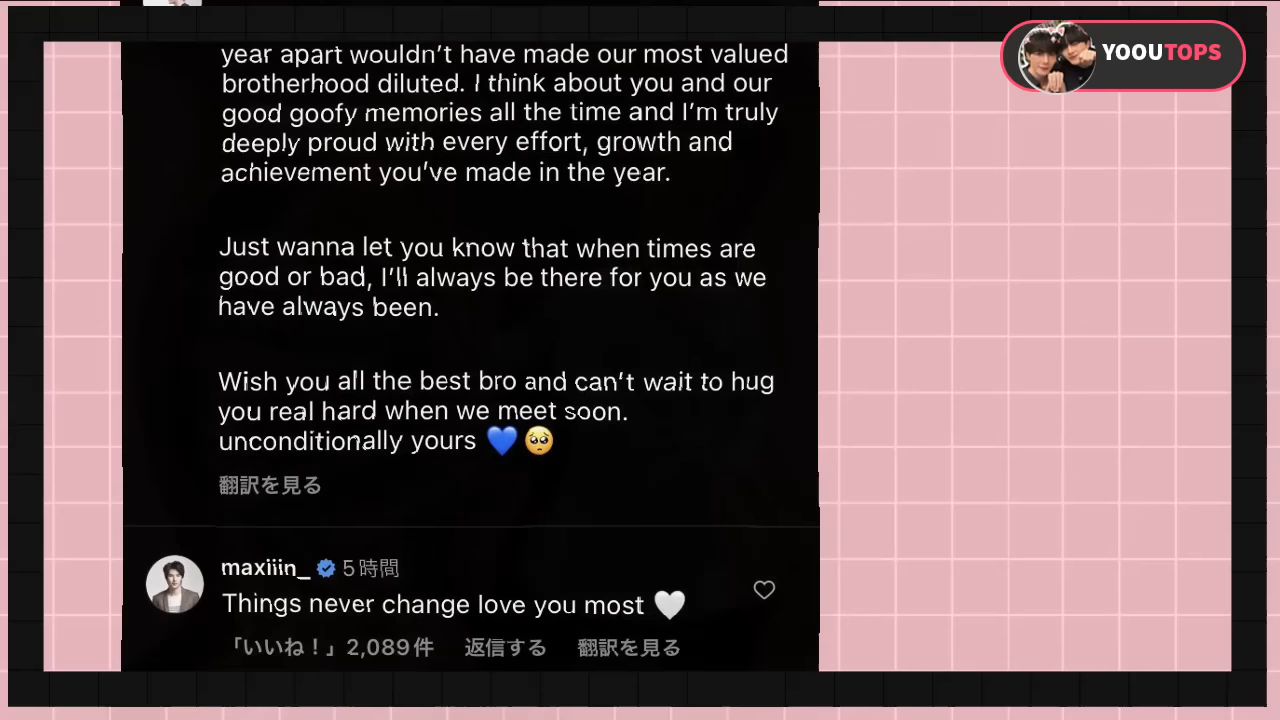 YOOUTOPS
year apart wouldn't have made our most valued
brotherhood diluted. I think about you and our
good goofy memories all the time and I'm truly
deeply proud with every effort, growth and
achievement you've made in the year.
Just wanna let you know that when times are
good or bad, I'll always be there for you as we
have always been.
Wish you all the best bro and can't wait to hug
you real hard when we meet soon.
unconditionally yours 💙🥺
翻訳を見る
maxiiin_ 5時間
Things never change love you most 🤍
「いいね！」2,089件 返信する 翻訳を見る